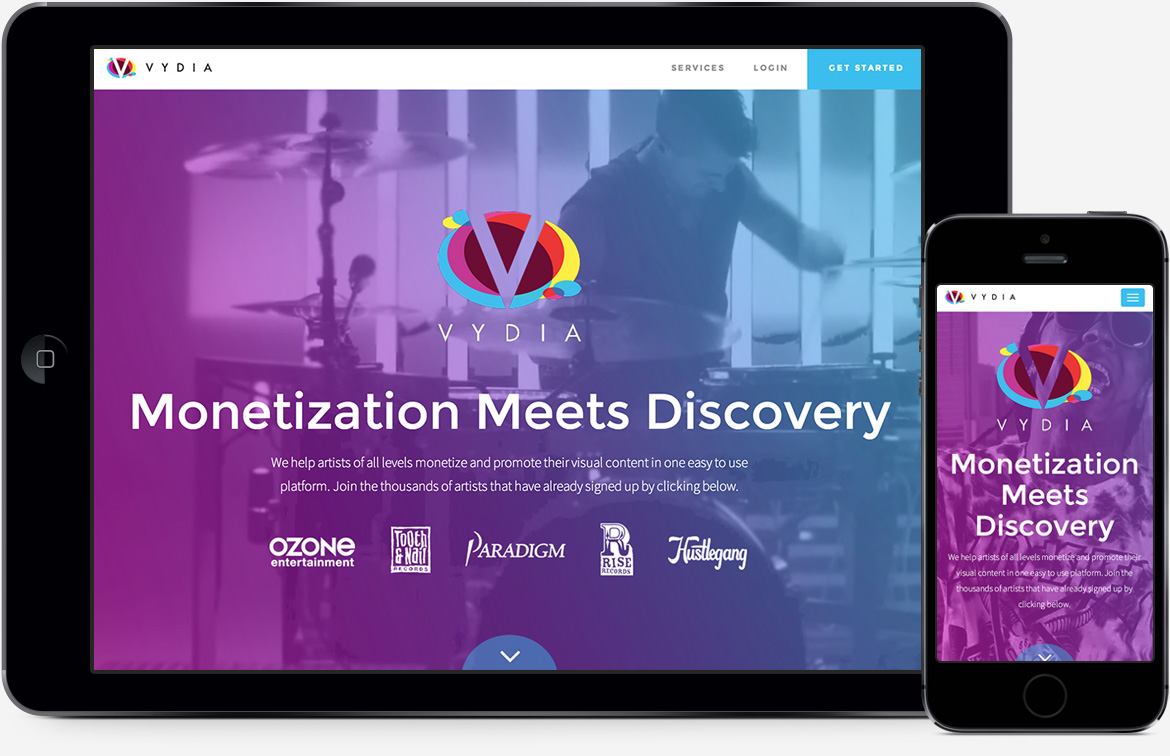 VYDIA
SERVICES LOGIN GET STARTED
VYDIA
Monetization Meets Discovery
We help artists of all levels monetize and promote their visual content in one easy to use
platform. Join the thousands of artists that have already signed up by clicking below.
OZONE
entertainment
Tooth
& Nail
RECORDS
PARADIGM
R
RISE
RECORDS
Hustlegang
VYDIA
VYDIA
Monetization
Meets
Discovery
We help artists of all levels monetize and promote their
visual content in one easy to use platform. Join the
thousands of artists that have already signed up by
clicking below.